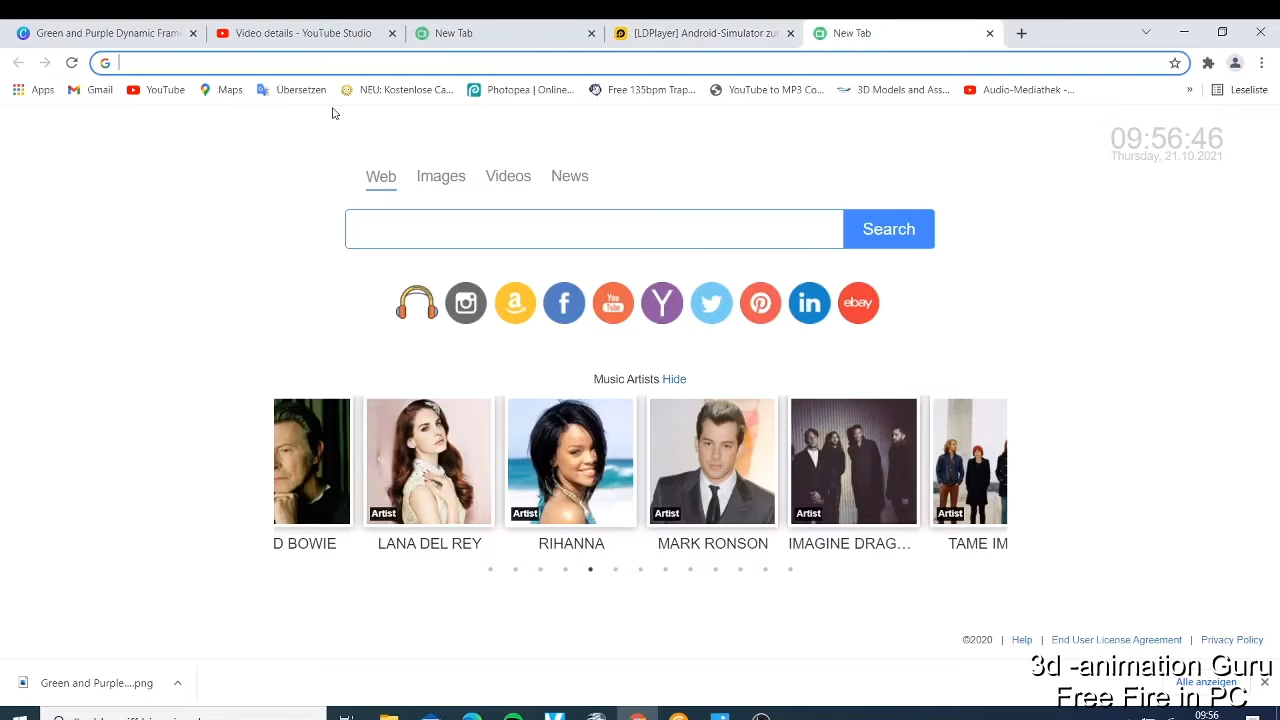 Green and Purple Dynamic Fram
Video details - YouTube Studio
New Tab
[LDPlayer] Android-Simulator zur
New Tab
Apps
Gmail
YouTube
Maps
Übersetzen
NEU: Kostenlose Ca...
Photopea | Online...
Free 135bpm Trap...
YouTube to MP3 Co...
3D Models and Ass...
Audio-Mediathek -...
»
Leseliste
09:56:46
Thursday, 21.10.2021
Web
Images
Videos
News
Search
You Tube
ebay
Music Artists Hide
Artist
Artist
Artist
Artist
Artist
D BOWIE
LANA DEL REY
RIHANNA
MARK RONSON
IMAGINE DRAG...
TAME IM
©2020 | Help | End User License Agreement | Privacy Policy
Green and Purple....png
3d -animation Guru
Alle anzeigen
Free Fire in PC
09:56